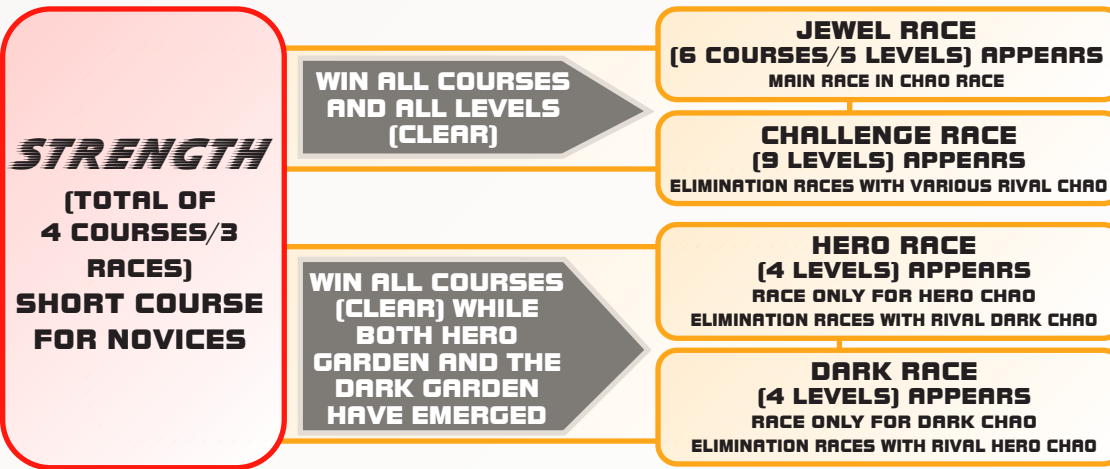 STRENGTH
(TOTAL OF
4 COURSES/3
RACES)
SHORT COURSE
FOR NOVICES
WIN ALL COURSES
AND ALL LEVELS
(CLEAR)
JEWEL RACE
(6 COURSES/5 LEVELS) APPEARS
MAIN RACE IN CHAO RACE
CHALLENGE RACE
(9 LEVELS) APPEARS
ELIMINATION RACES WITH VARIOUS RIVAL CHAO
WIN ALL COURSES
(CLEAR) WHILE
BOTH HERO
GARDEN AND THE
DARK GARDEN
HAVE EMERGED
HERO RACE
(4 LEVELS) APPEARS
RACE ONLY FOR HERO CHAO
ELIMINATION RACES WITH RIVAL DARK CHAO
DARK RACE
(4 LEVELS) APPEARS
RACE ONLY FOR DARK CHAO
ELIMINATION RACES WITH RIVAL HERO CHAO